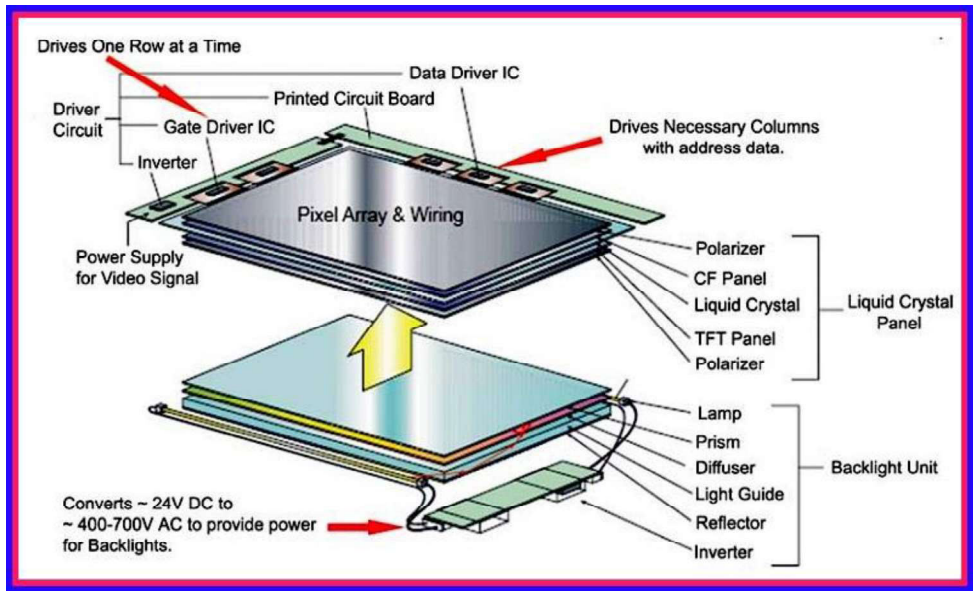 Drives One Row at a Time
Data Driver IC
Printed Circuit Board
Driver
Circuit
Gate Driver IC
Inverter
Drives Necessary Columns
with address data.
Pixel Array & Wiring
Power Supply
for Video Signal
Polarizer
CF Panel
Liquid Crystal
TFT Panel
Polarizer
Liquid Crystal
Panel
Lamp
Prism
Diffuser
Light Guide
Reflector
Inverter
Backlight Unit
Converts ~ 24V DC to
~ 400-700V AC to provide power
for Backlights.